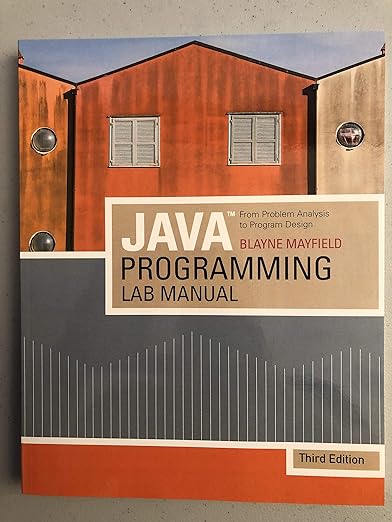 JAVA™ From Problem Analysis
to Program Design
BLAYNE MAYFIELD
PROGRAMMING
LAB MANUAL
Third Edition